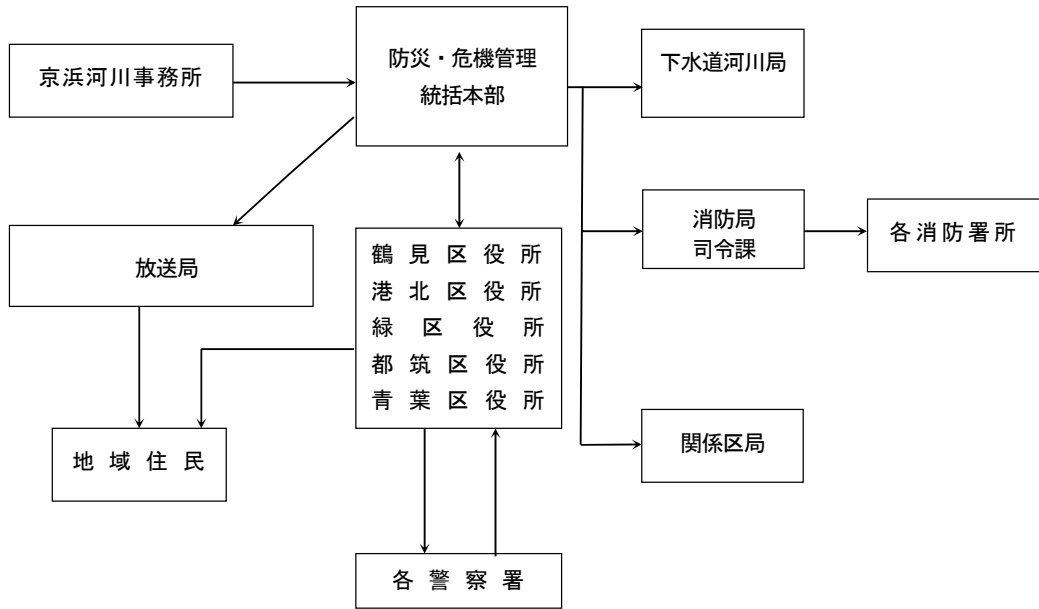 京浜河川事務所
防災・危機管理
統括本部
下水道河川局
消防局
司令課
各消防署所
放送局
鶴見区役所
港北区役所
緑区役所
都筑区役所
青葉区役所
地域住民
関係区局
各警察署